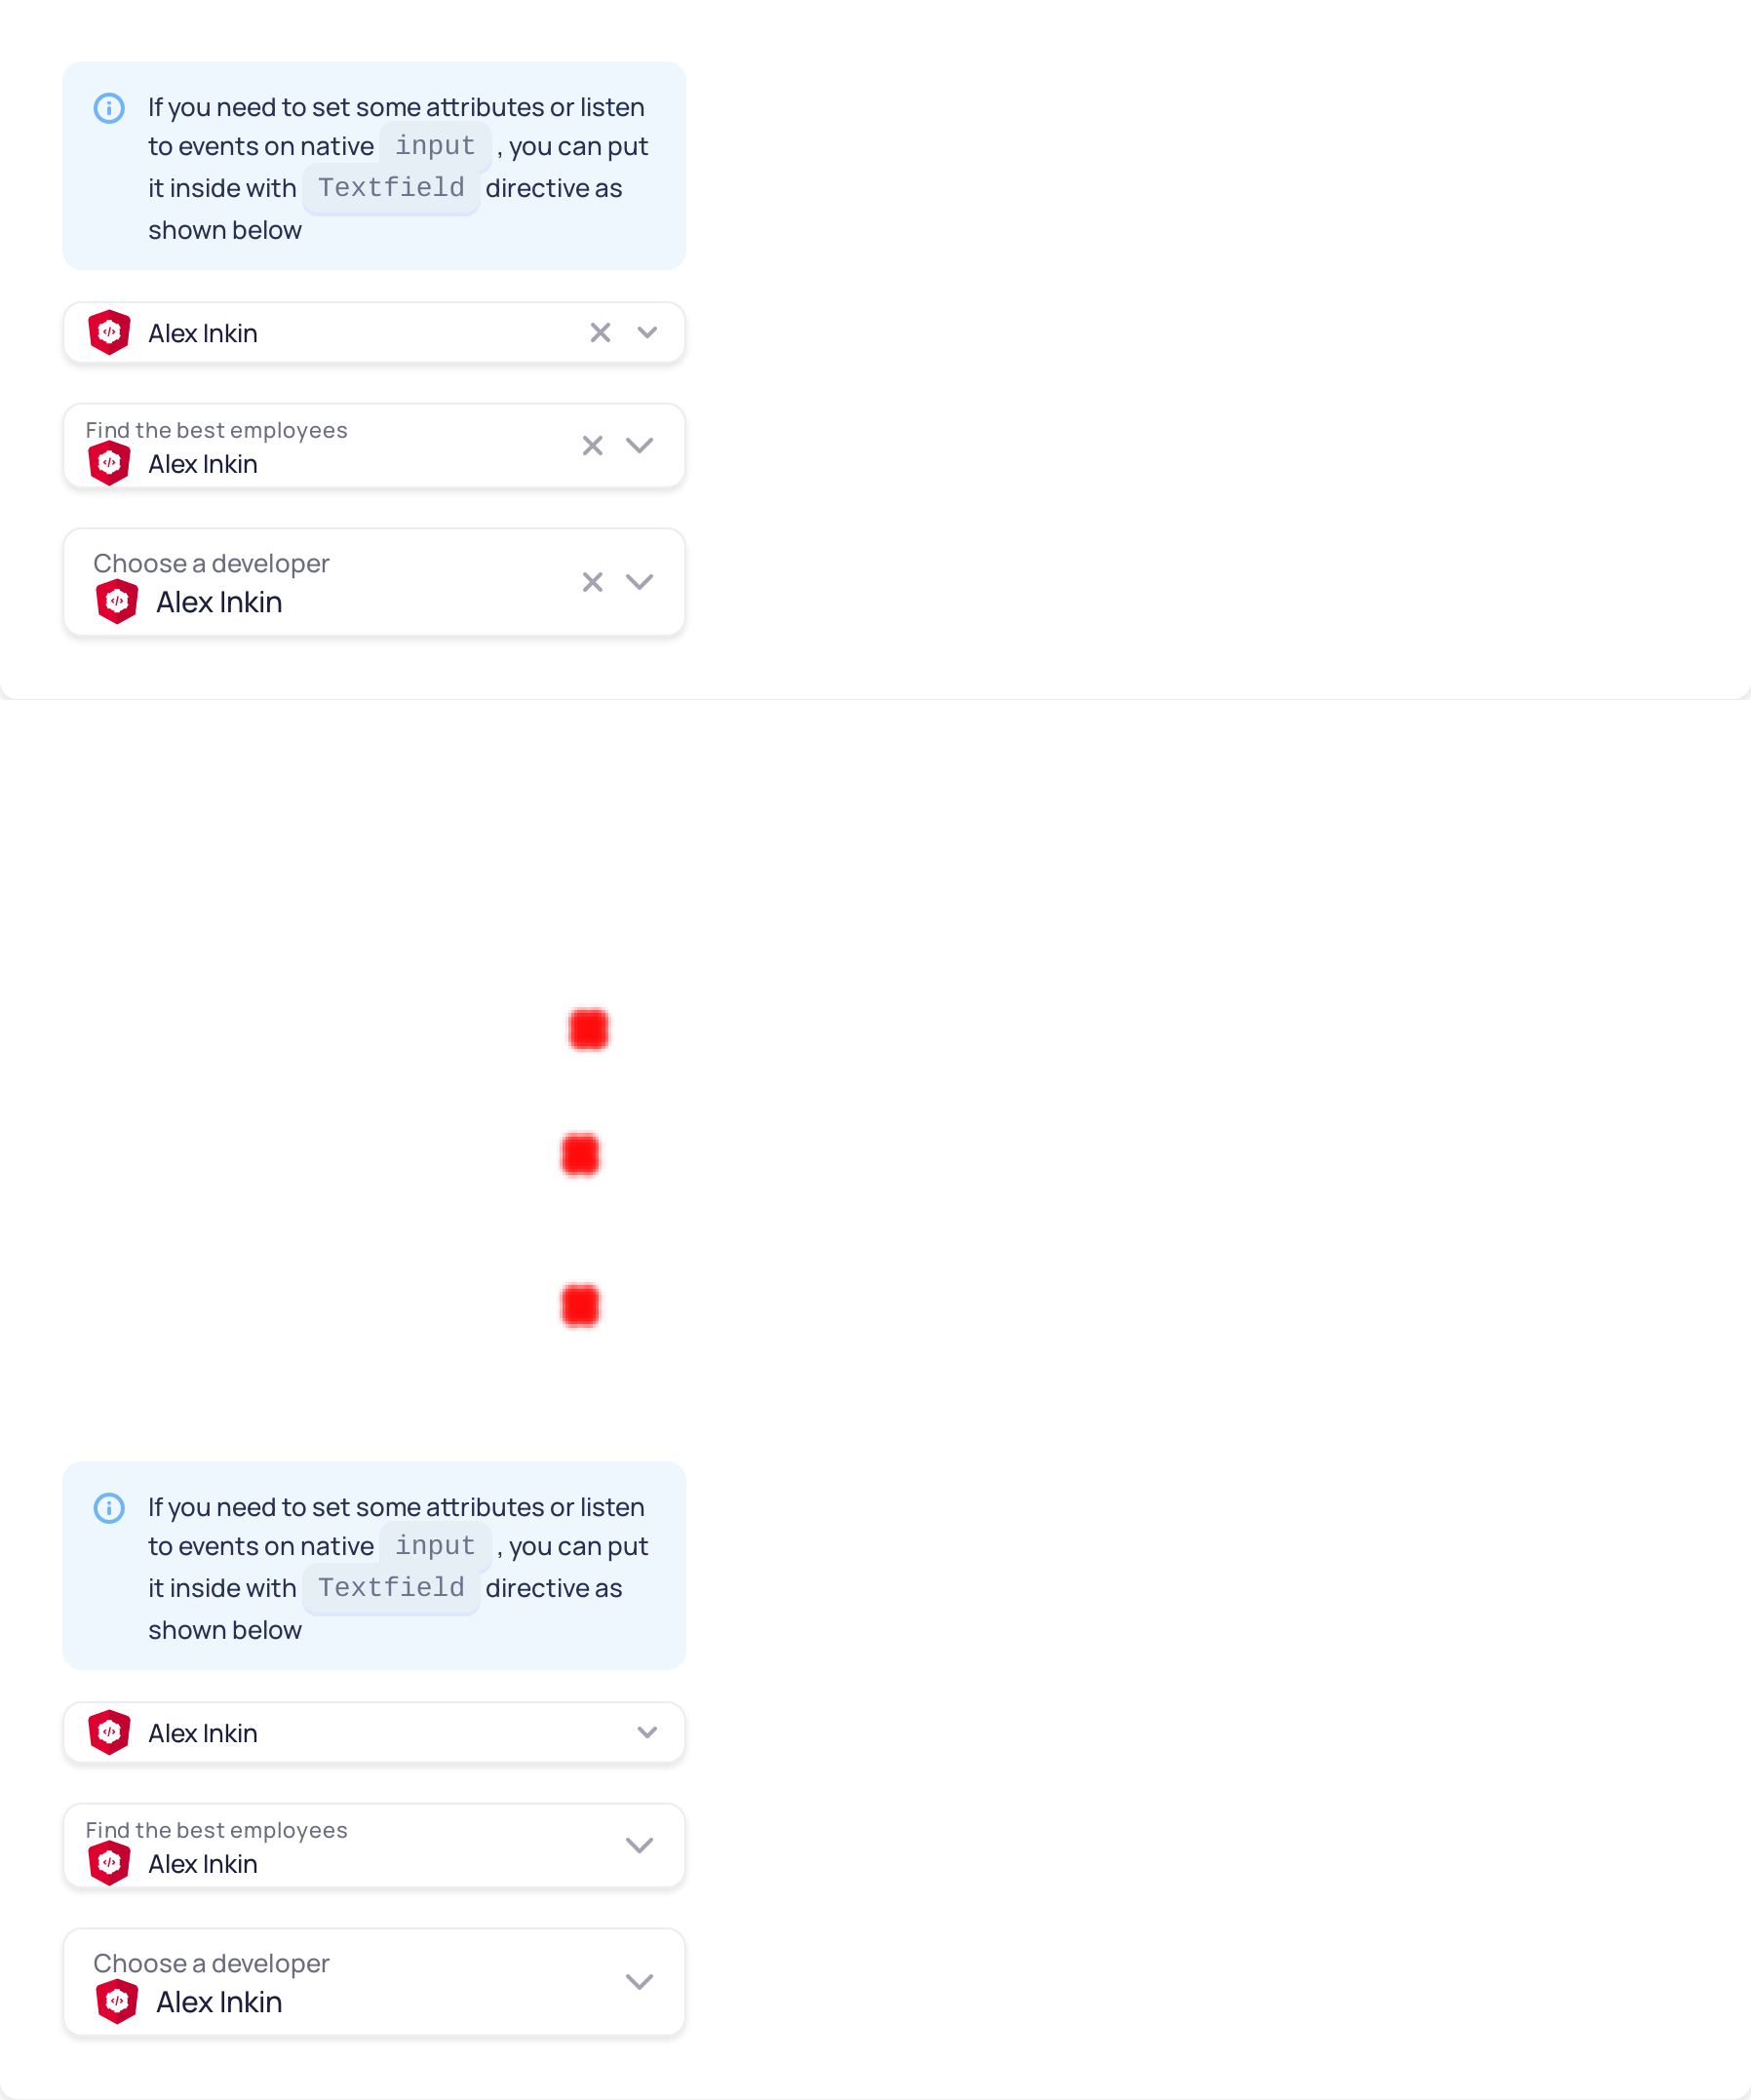 If you need to set some attributes or listen
to events on native input , you can put
it inside with Textfield directive as
shown below
Alex Inkin
Find the best employees
Alex Inkin
Choose a developer
Alex Inkin
If you need to set some attributes or listen
to events on native input , you can put
it inside with Textfield directive as
shown below
Alex Inkin
Find the best employees
Alex Inkin
Choose a developer
Alex Inkin